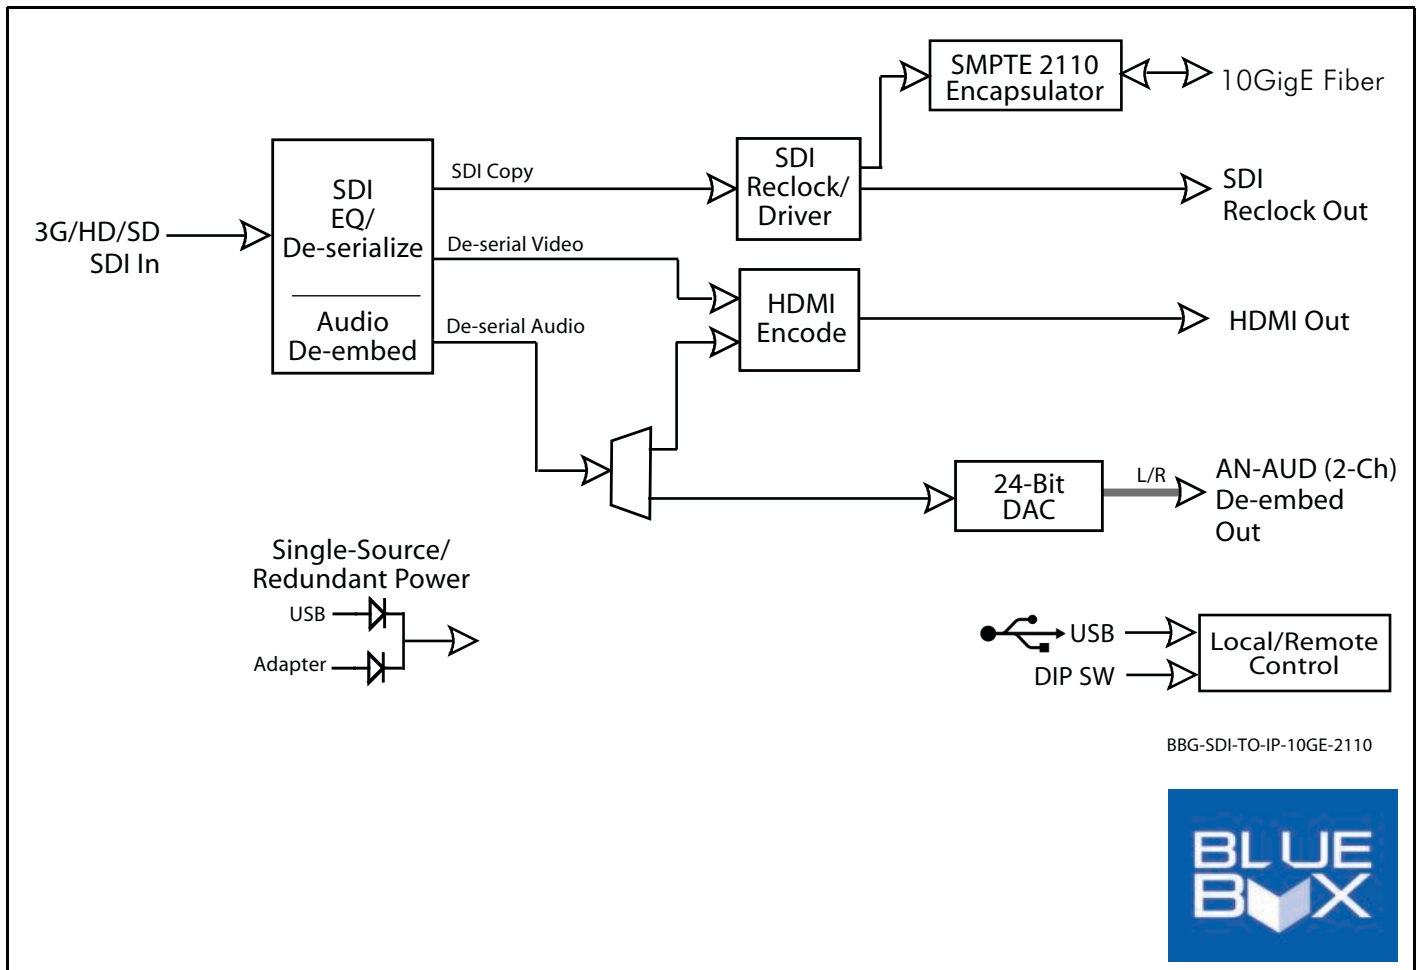 SMPTE 2110
Encapsulator
10GigE Fiber
SDI
Reclock/
Driver
SDI
Reclock Out
SDI Copy
SDI
EQ/
De-serialize
3G/HD/SD
SDI In
De-serial Video
HDMI
Encode
HDMI Out
Audio
De-embed
De-serial Audio
24-Bit
DAC
L/R
AN-AUD (2-Ch)
De-embed
Out
Single-Source/
Redundant Power
USB
Adapter
USB
DIP SW
Local/Remote
Control
BBG-SDI-TO-IP-10GE-2110
BLUE
BOX